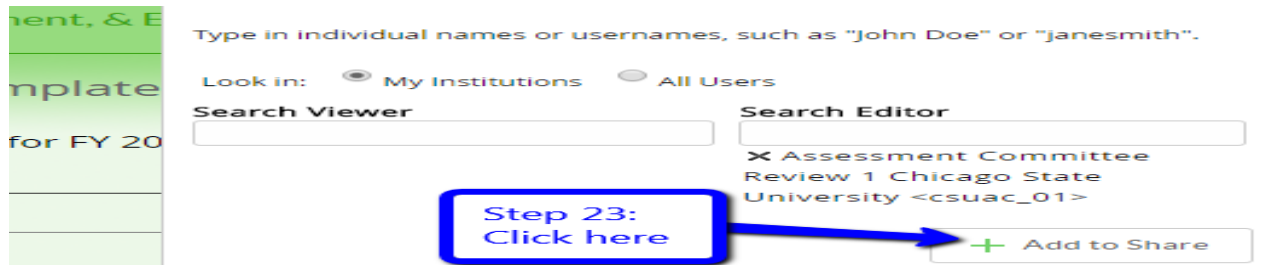 ment, & E
Type in individual names or usernames, such as "John Doe" or "janesmith".
mplate
Look in: My Institutions All Users
Search Viewer Search Editor
for FY 20
× Assessment Committee
Review 1 Chicago State
University <csuac_01>
Step 23:
Click here
+ Add to Share